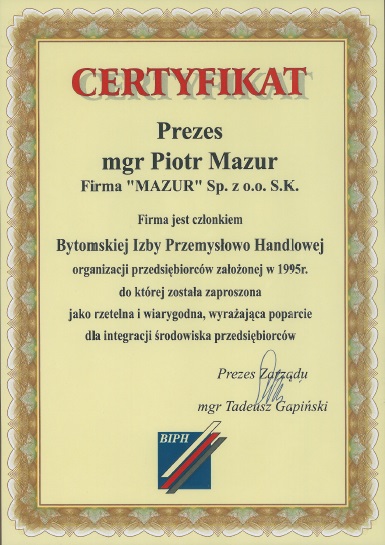 CERTYFIKAT
Prezes
mgr Piotr Mazur
Firma "MAZUR" Sp. z o.o. S.K.
Firma jest członkiem
Bytomskiej Izby Przemysłowo Handlowej
organizacji przedsiębiorców założonej w 1995r.
do której została zaproszona
jako rzetelna i wiarygodna, wyrażająca poparcie
dla integracji środowiska przedsiębiorców
Prezes Zarządu
mgr Tadeusz Gapiński
BIPH